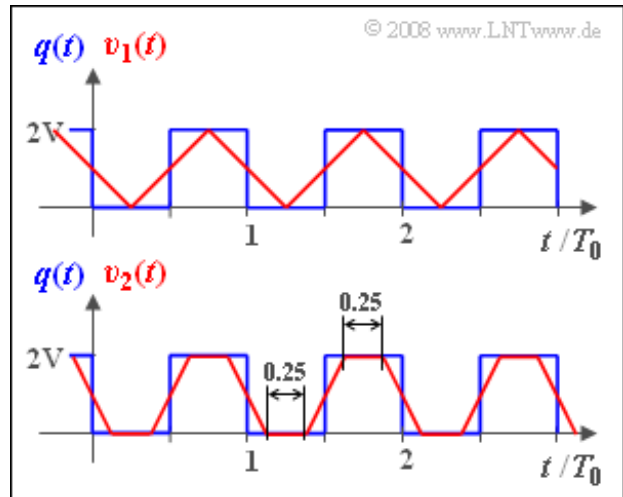 © 2008 www.LNTwww.de
q(t) v₁(t)
2V
1 2 t / T₀
q(t) v₂(t)
0.25
0.25
2V
1 2 t / T₀